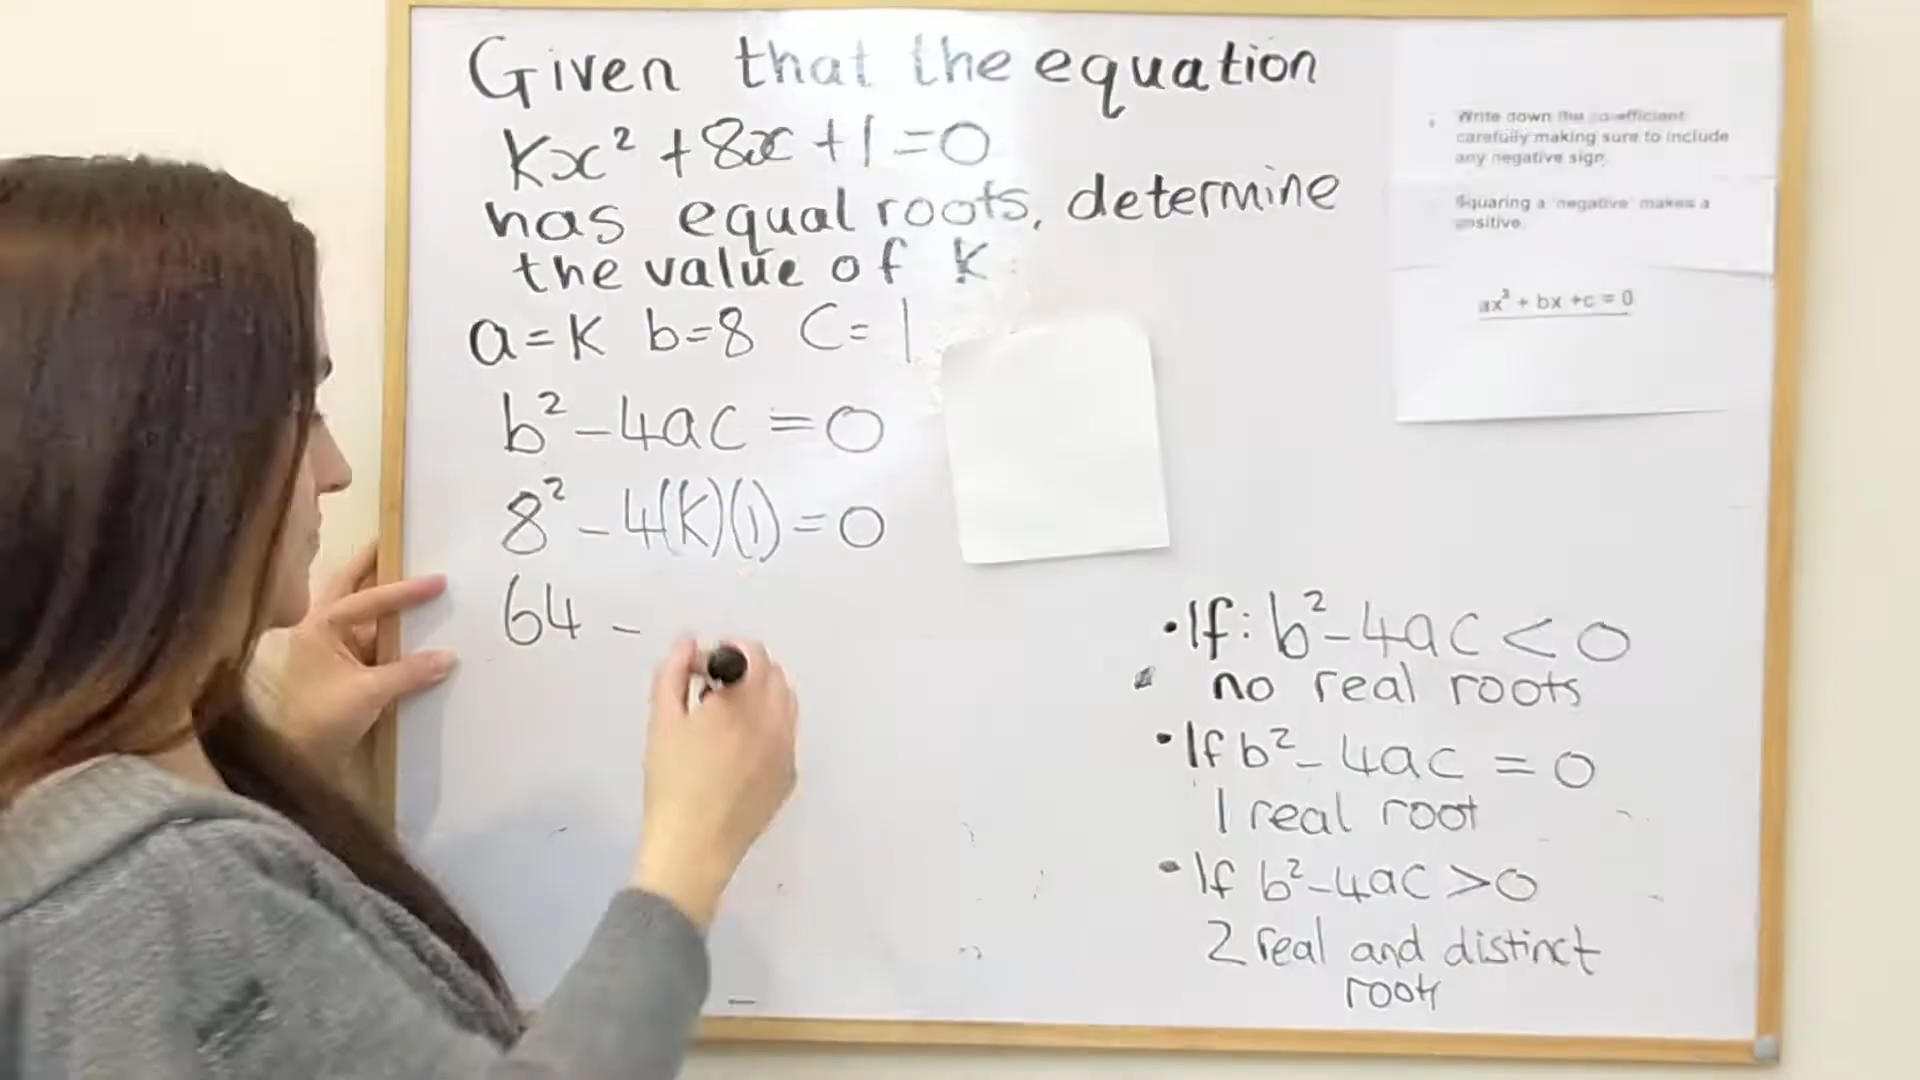 Given that the equation
kx² + 8x + 1 = 0
has equal roots, determine
the value of k
a = k b = 8 c = 1
b² - 4ac = 0
8² - 4(k)(1) = 0
64 -
Write down the coefficient
carefully making sure to include
any negative sign.
Squaring a 'negative' makes a
ositive.
ax² + bx + c = 0
• If: b² - 4ac < 0
no real roots
• If b² - 4ac = 0
1 real root
• If b² - 4ac > 0
2 real and distinct
roots